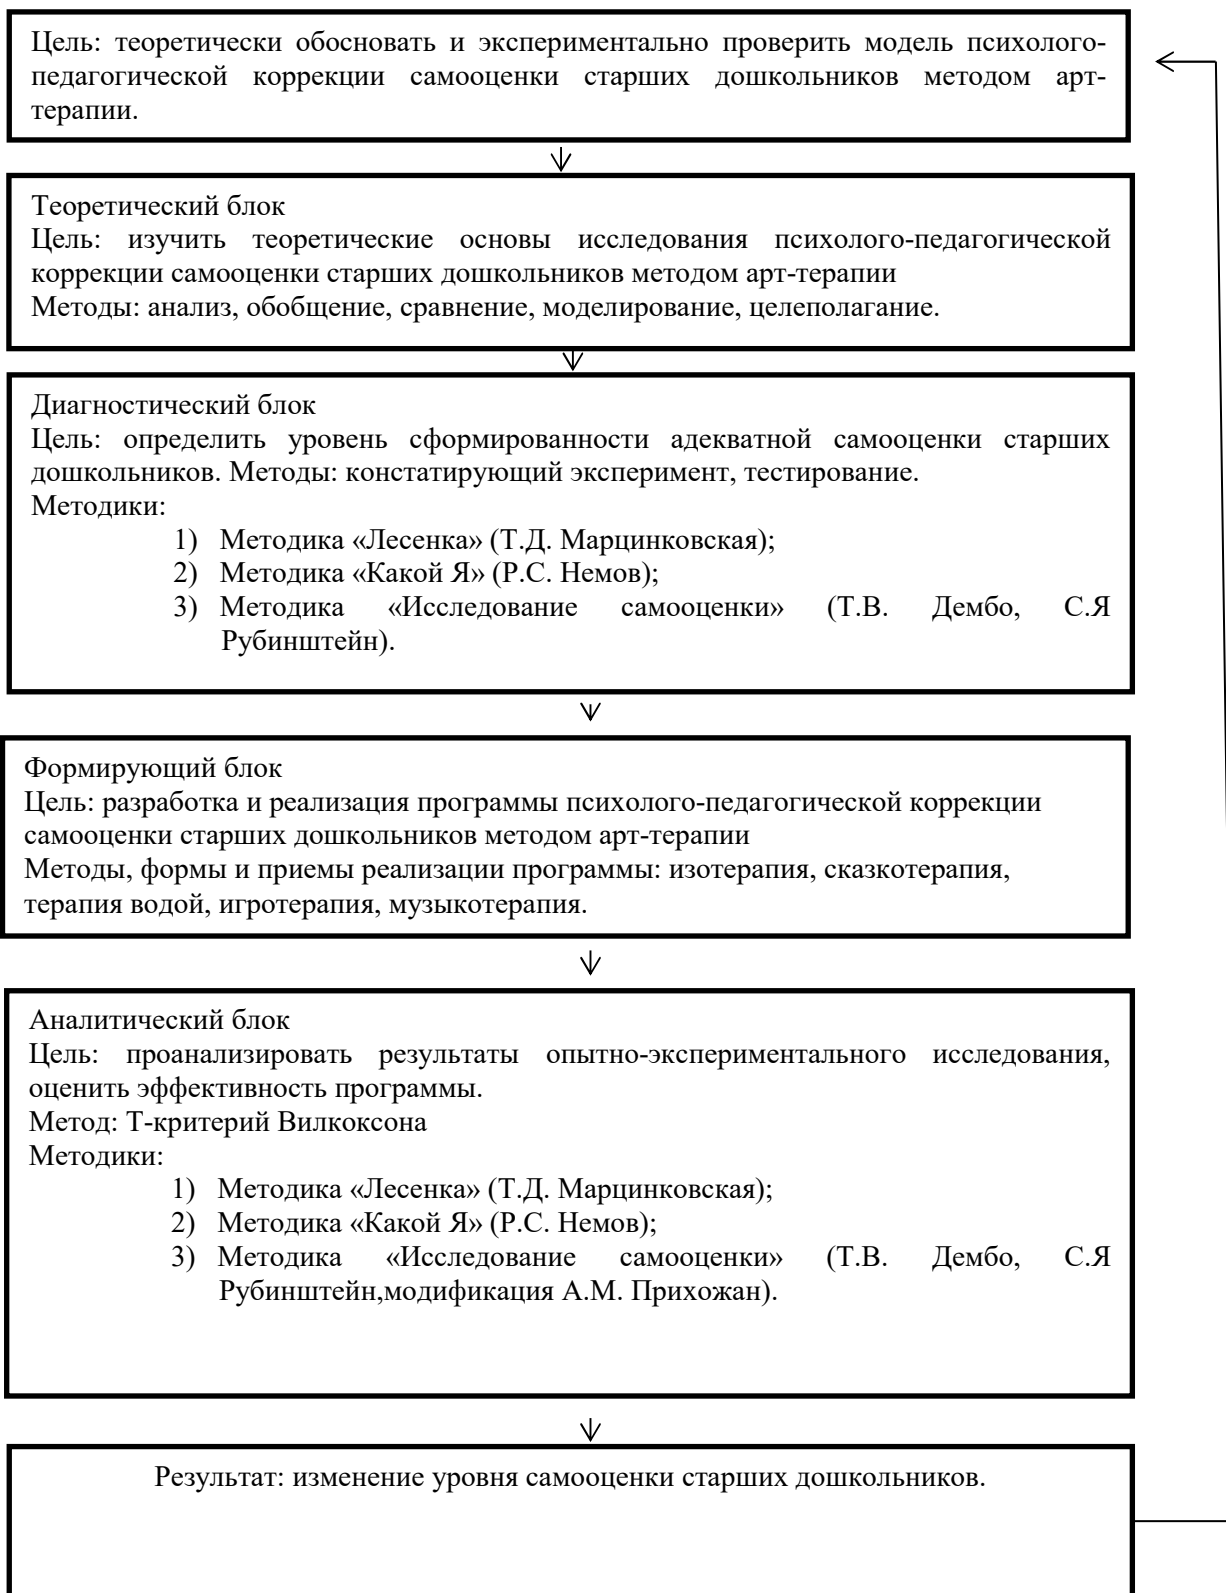 Цель: теоретически обосновать и экспериментально проверить модель психолого-
педагогической коррекции самооценки старших дошкольников методом арт-
терапии.
Теоретический блок
Цель: изучить теоретические основы исследования психолого-педагогической
коррекции самооценки старших дошкольников методом арт-терапии
Методы: анализ, обобщение, сравнение, моделирование, целеполагание.
Диагностический блок
Цель: определить уровень сформированности адекватной самооценки старших
дошкольников. Методы: констатирующий эксперимент, тестирование.
Методики:
1) Методика «Лесенка» (Т.Д. Марцинковская);
2) Методика «Какой Я» (Р.С. Немов);
3) Методика «Исследование самооценки» (Т.В. Дембо, С.Я
Рубинштейн).
Формирующий блок
Цель: разработка и реализация программы психолого-педагогической коррекции
самооценки старших дошкольников методом арт-терапии
Методы, формы и приемы реализации программы: изотерапия, сказкотерапия,
терапия водой, игротерапия, музыкотерапия.
Аналитический блок
Цель: проанализировать результаты опытно-экспериментального исследования,
оценить эффективность программы.
Метод: Т-критерий Вилкоксона
Методики:
1) Методика «Лесенка» (Т.Д. Марцинковская);
2) Методика «Какой Я» (Р.С. Немов);
3) Методика «Исследование самооценки» (Т.В. Дембо, С.Я
Рубинштейн,модификация А.М. Прихожан).
Результат: изменение уровня самооценки старших дошкольников.